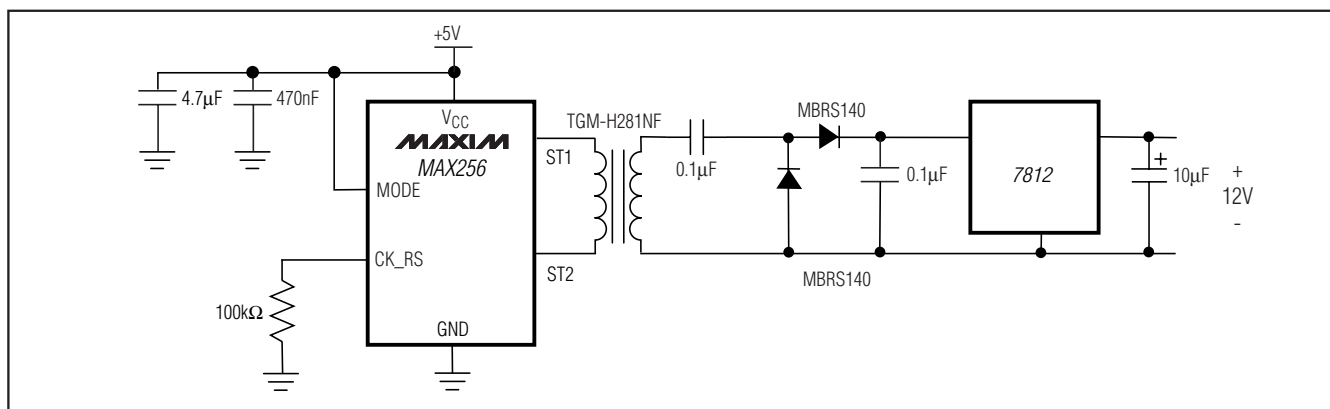 +5V
4.7μF
470nF
VCC
MAXIM
MAX256
MODE
CK_RS
GND
100kΩ
ST1
ST2
TGM-H281NF
0.1μF
MBRS140
0.1μF
MBRS140
7812
+
10μF
+
12V
-